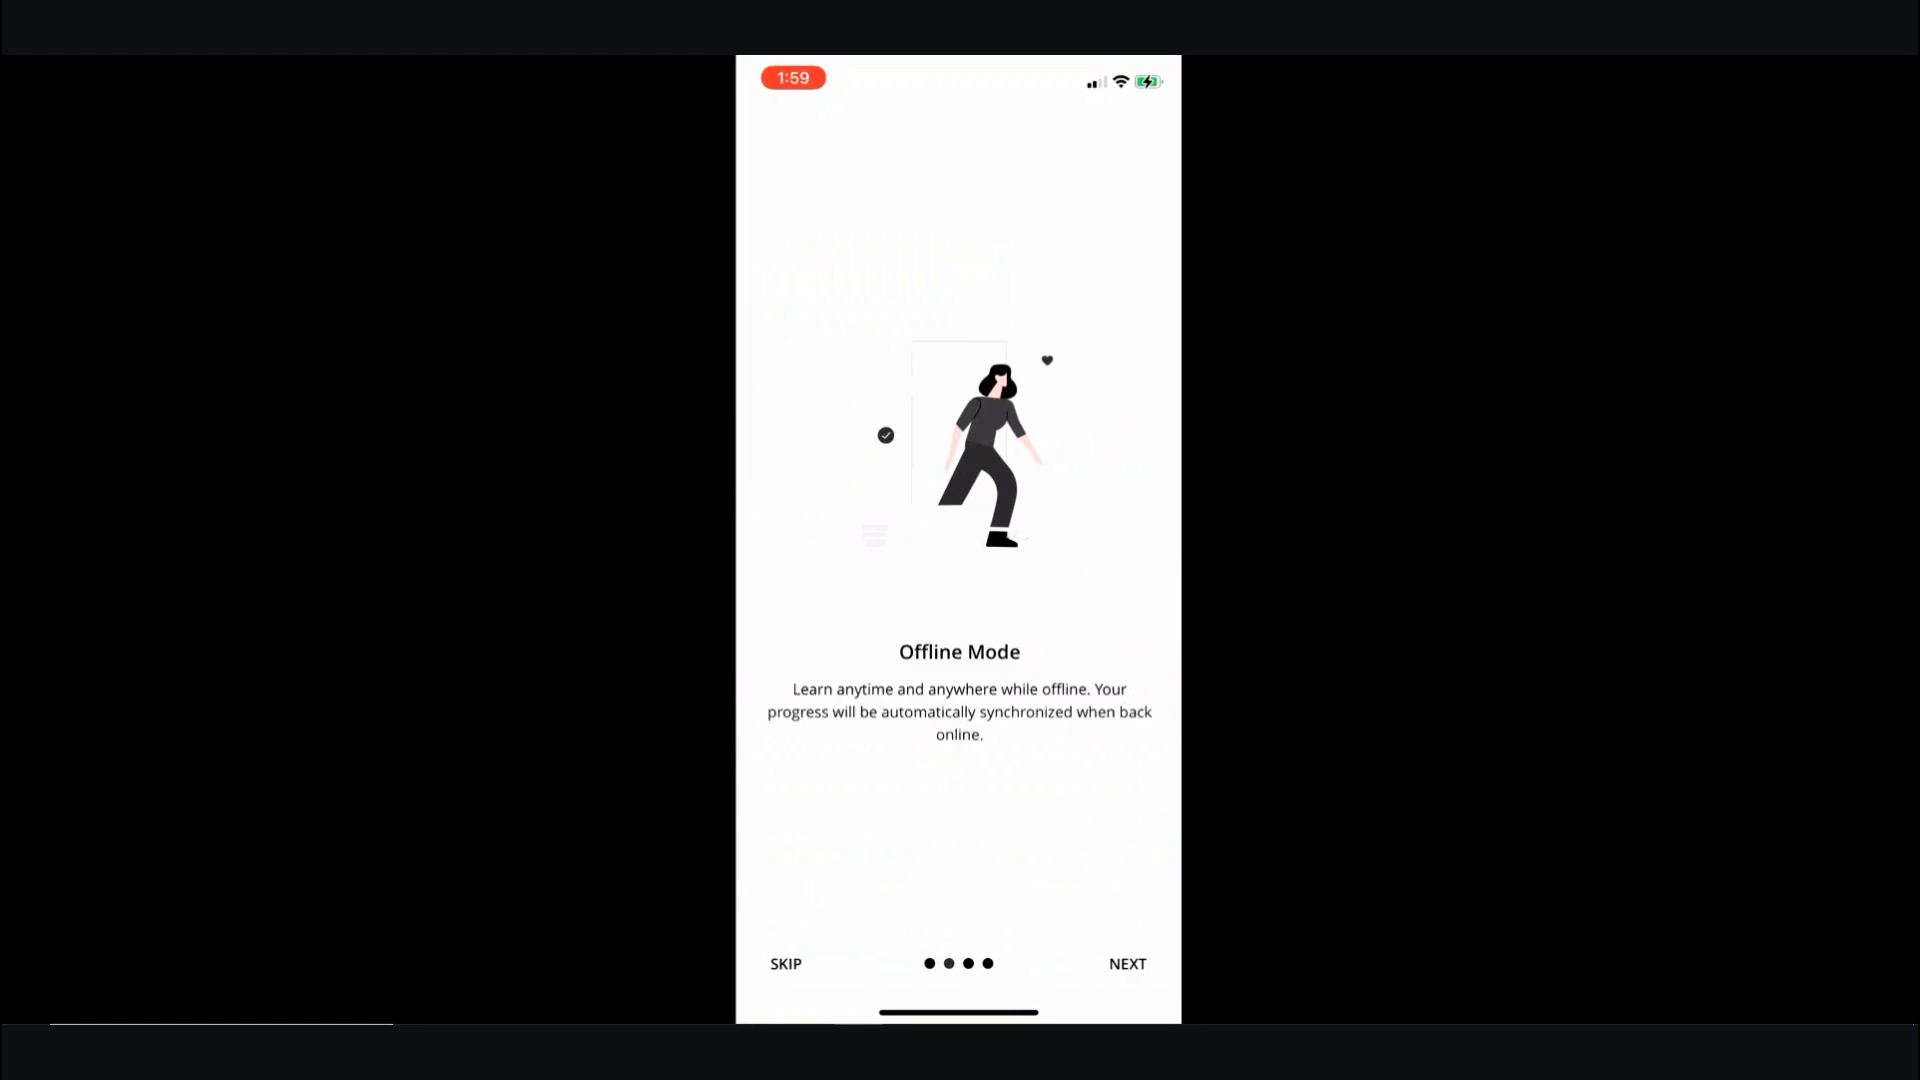 1:59
Offline Mode
Learn anytime and anywhere while offline. Your
progress will be automatically synchronized when back
online.
SKIP
NEXT